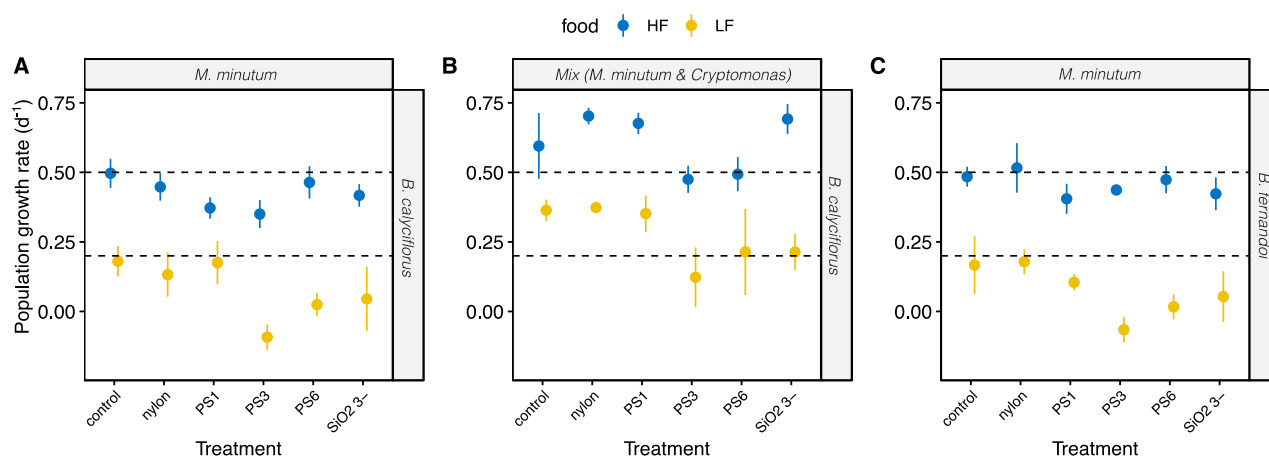 food HF LF
A
M. minutum
Population growth rate (d⁻¹)
0.75
0.50
0.25
0.00
B. calyciflorus
control
nylon
PS1
PS3
PS6
SiO2 3−
Treatment
B
Mix (M. minutum & Cryptomonas)
0.75
0.50
0.25
0.00
B. calyciflorus
control
nylon
PS1
PS3
PS6
SiO2 3−
Treatment
C
M. minutum
0.75
0.50
0.25
0.00
B. fernandoi
control
nylon
PS1
PS3
PS6
SiO2 3−
Treatment